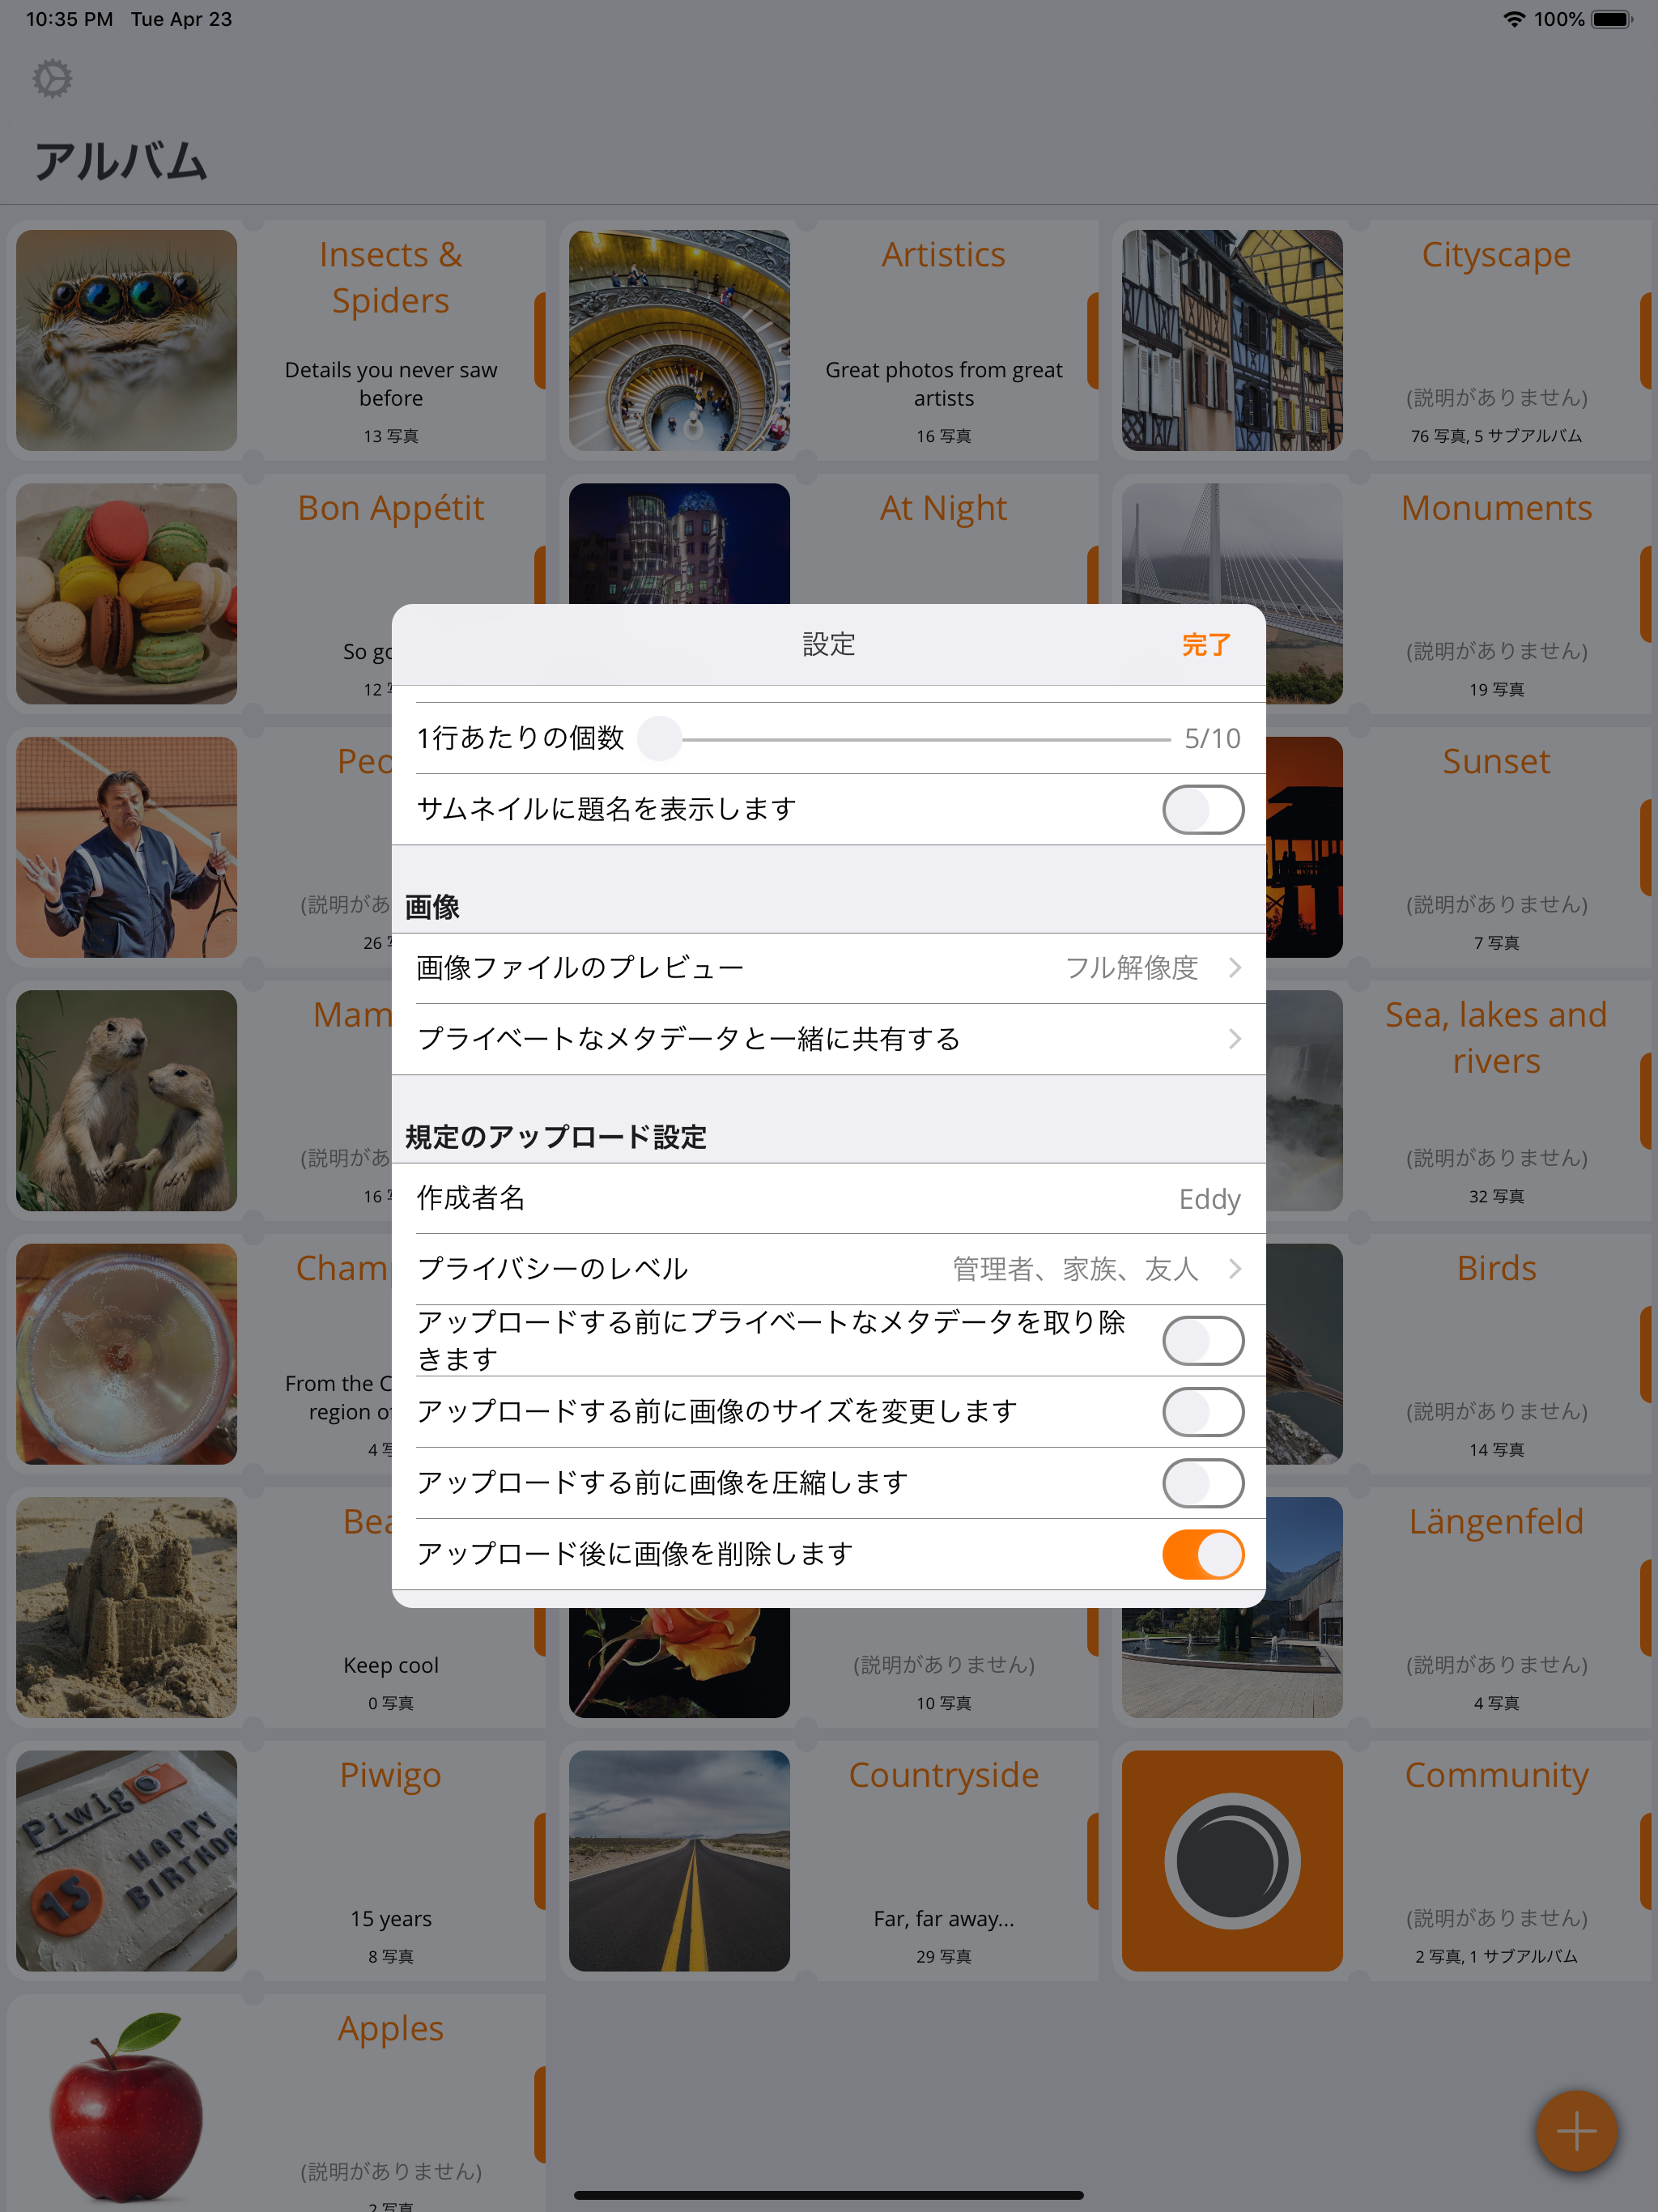 10:35 PM Tue Apr 23
100%
アルバム
Insects &
Spiders
Details you never saw
before
13 写真
Artistics
Great photos from great
artists
16 写真
Cityscape
(説明がありません)
76 写真, 5 サブアルバム
Bon Appétit
So
12
At Night
Monuments
(説明がありません)
19 写真
設定
完了
1行あたりの個数
5/10
サムネイルに題名を表示します
画像
画像ファイルのプレビュー
フル解像度
プライベートなメタデータと一緒に共有する
規定のアップロード設定
作成者名
Eddy
プライバシーのレベル
管理者、家族、友人
アップロードする前にプライベートなメタデータを取り除
きます
アップロードする前に画像のサイズを変更します
アップロードする前に画像を圧縮します
アップロード後に画像を削除します
(説明があ
26
Sunset
(説明がありません)
7 写真
(説明があ
16
Sea, lakes and
rivers
(説明がありません)
32 写真
From the
region
4
Birds
(説明がありません)
14 写真
Keep cool
0 写真
(説明がありません)
10 写真
Längenfeld
(説明がありません)
4 写真
Piwigo
15 years
8 写真
HAPPY
15
Countryside
Far, far away...
29 写真
Community
(説明がありません)
2 写真, 1 サブアルバム
Apples
(説明がありません)
2 写真